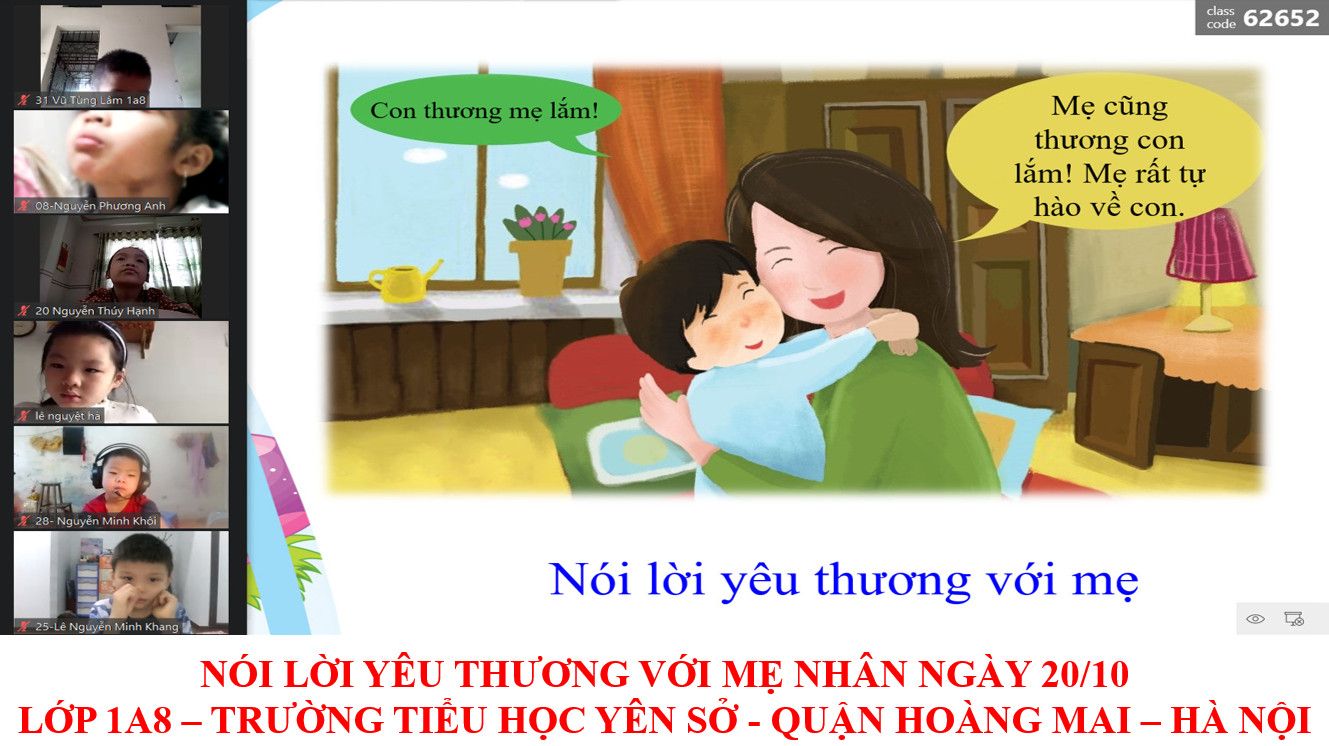 class
code 62652
31 Vũ Tùng Lâm 1a8
08-Nguyễn Phương Anh
20 Nguyễn Thúy Hạnh
lê nguyệt hà
28- Nguyễn Minh Khôi
25-Lê Nguyễn Minh Khang
Con thương mẹ lắm!
Mẹ cũng
thương con
lắm! Mẹ rất tự
hào về con.
Nói lời yêu thương với mẹ
NÓI LỜI YÊU THƯƠNG VỚI MẸ NHÂN NGÀY 20/10
LỚP 1A8 – TRƯỜNG TIỂU HỌC YÊN SỞ - QUẬN HOÀNG MAI – HÀ NỘI